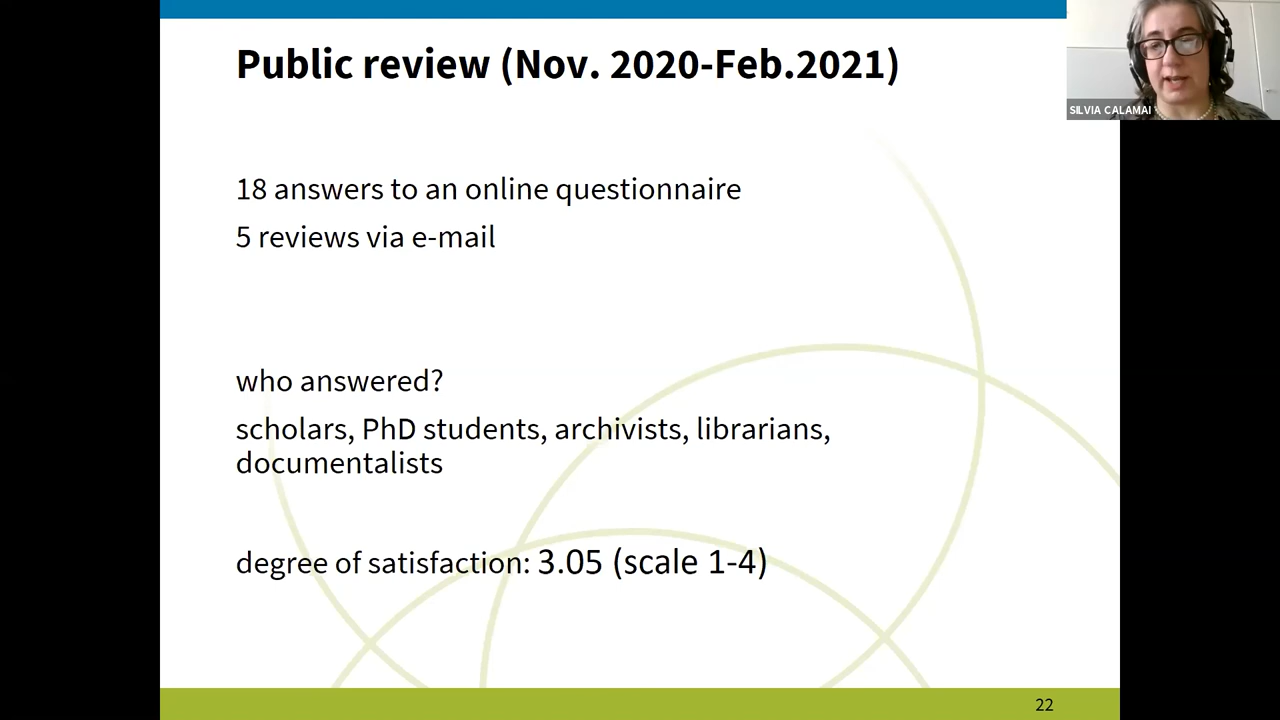 Public review (Nov. 2020-Feb.2021)
SILVIA CALAMAI
18 answers to an online questionnaire
5 reviews via e-mail
who answered?
scholars, PhD students, archivists, librarians,
documentalists
degree of satisfaction: 3.05 (scale 1-4)
22